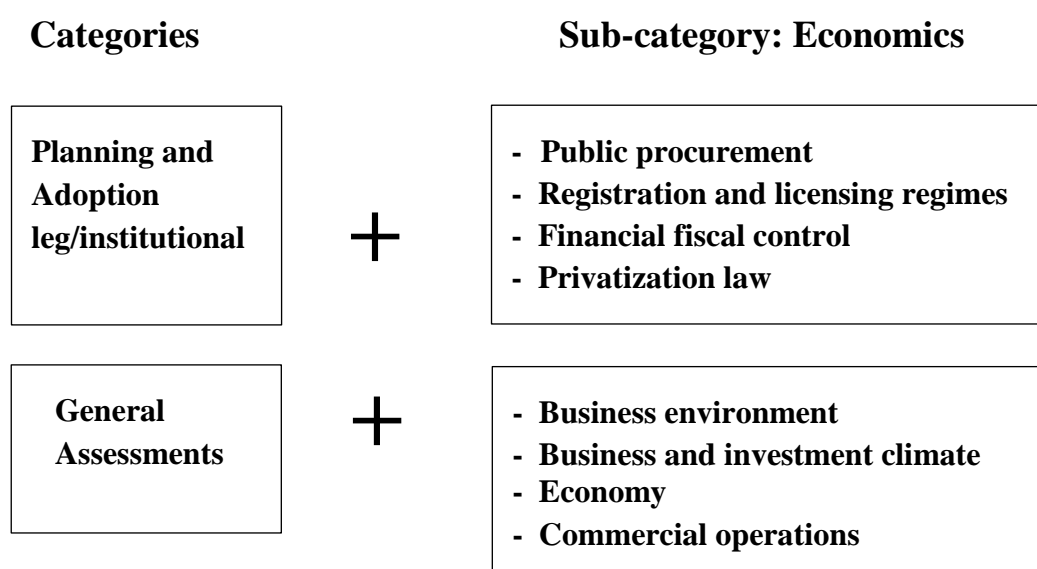 Categories
Sub-category: Economics
Planning and
Adoption
leg/institutional
+
- Public procurement
- Registration and licensing regimes
- Financial fiscal control
- Privatization law
General
Assessments
+
- Business environment
- Business and investment climate
- Economy
- Commercial operations